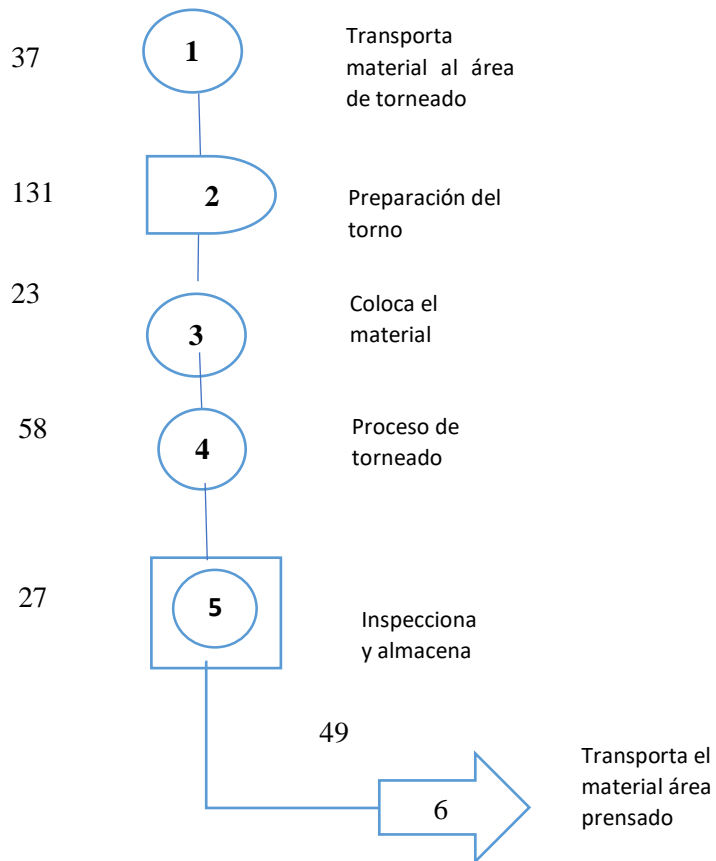 37
1
Transporta
material al área
de torneado
131
2
Preparación del
torno
23
3
Coloca el
material
58
4
Proceso de
torneado
27
5
Inspecciona
y almacena
49
6
Transporta el
material área
prensado